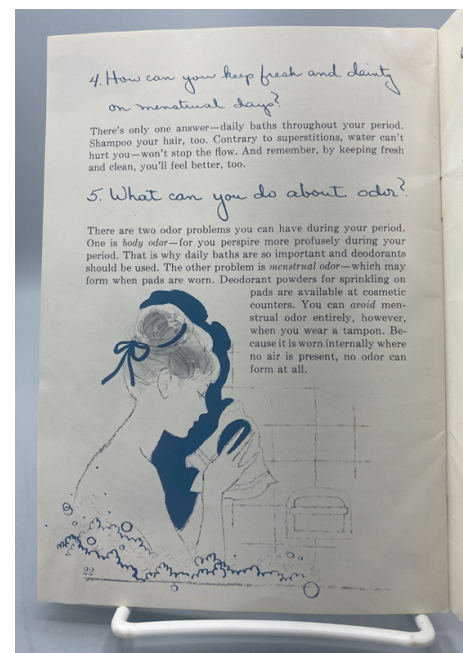 4. How can you keep fresh and dainty
on menstrual days?
There's only one answer—daily baths throughout your period.
Shampoo your hair, too. Contrary to superstitions, water can't
hurt you—won't stop the flow. And remember, by keeping fresh
and clean, you'll feel better, too.
5. What can you do about odor?
There are two odor problems you can have during your period.
One is body odor—for you perspire more profusely during your
period. That is why daily baths are so important and deodorants
should be used. The other problem is menstrual odor—which may
form when pads are worn. Deodorant powders for sprinkling on
pads are available at cosmetic
counters. You can avoid men-
strual odor entirely, however,
when you wear a tampon. Be-
cause it is worn internally where
no air is present, no odor can
form at all.
22